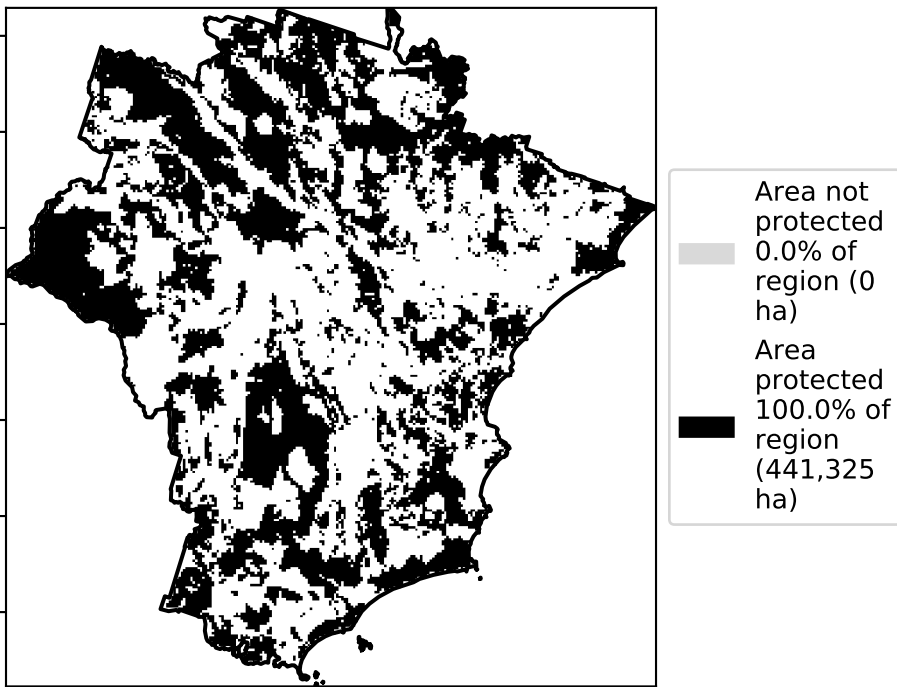 Area not
protected
0.0% of
region (0
ha)
Area
protected
100.0% of
region
(441,325
ha)